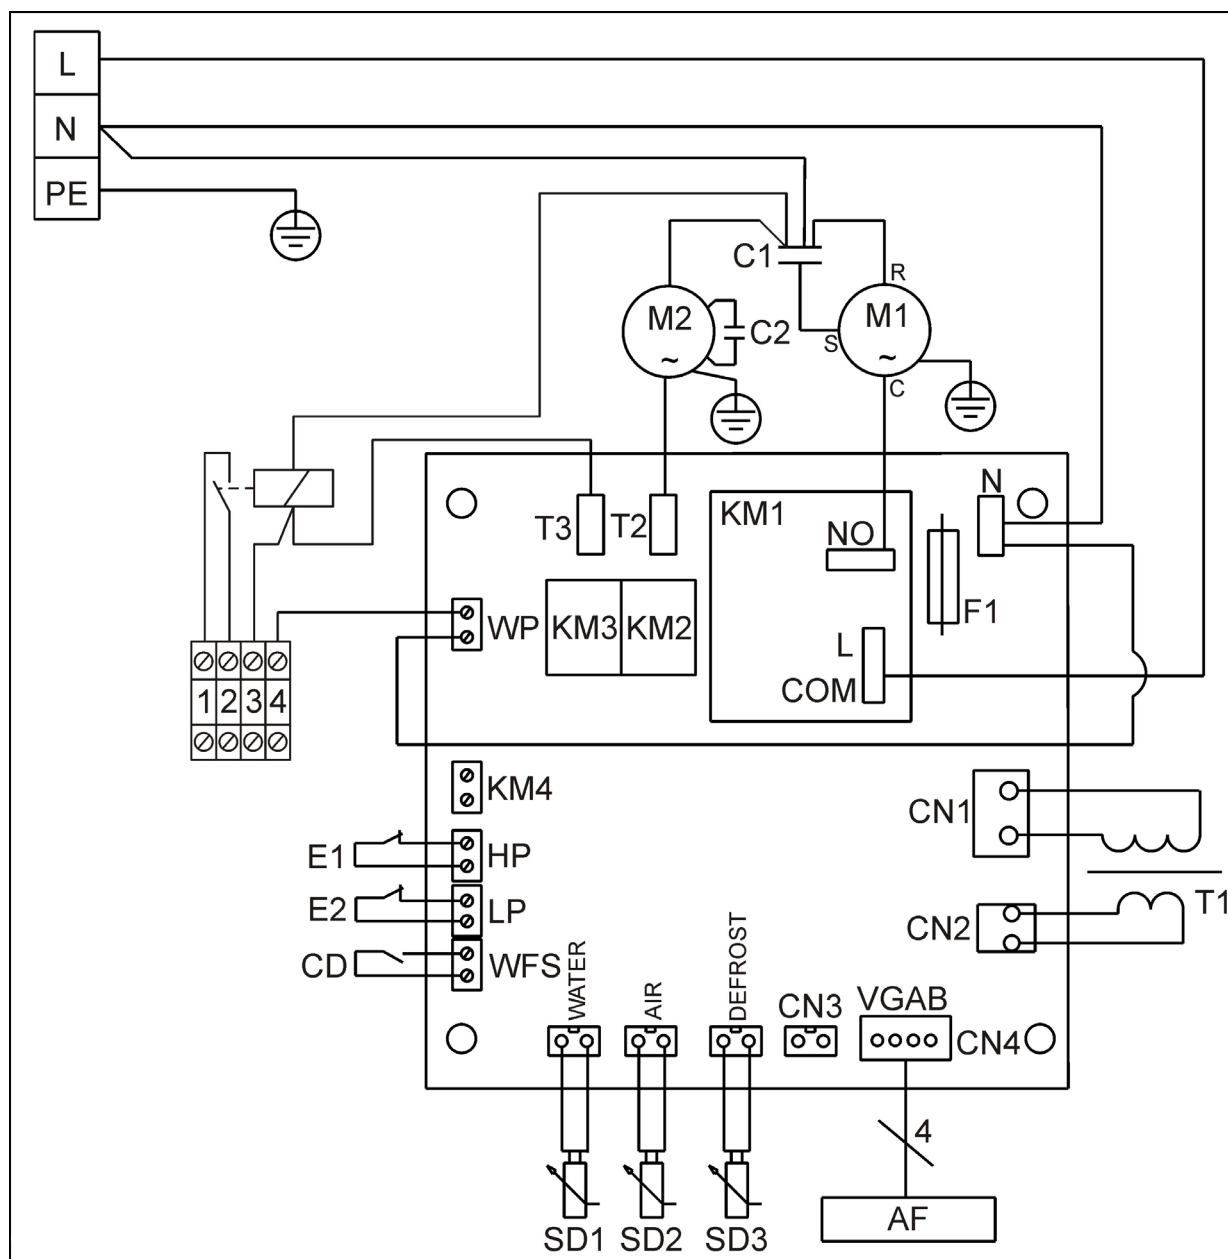 L
N
PE
C1
R
M2
C2
M1
S
~
~
C
N
KM1
T3
T2
NO
F1
WP
KM3
KM2
L
COM
1 2 3 4
KM4
CN1
E1
HP
E2
LP
T1
CN2
CD
WFS
WATER
AIR
DEFROST
CN3
VGAB
CN4
4
SD1
SD2
SD3
AF